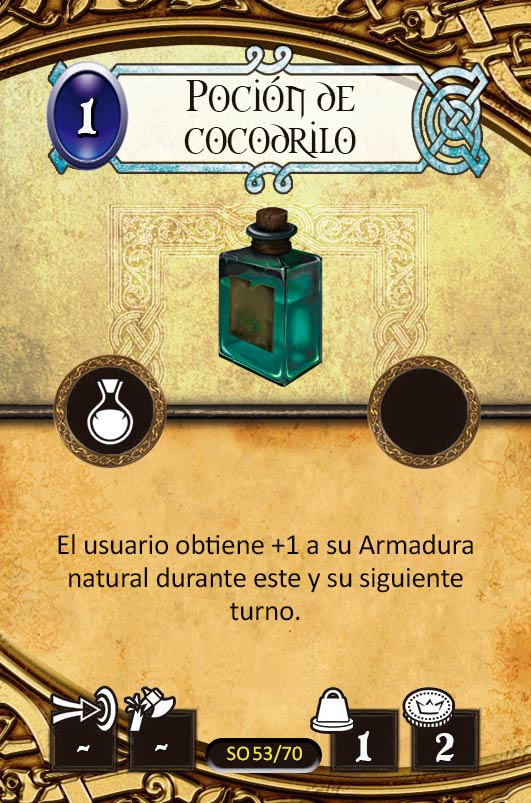 1
Poción de
cocodrilo
El usuario obtiene +1 a su Armadura
natural durante este y su siguiente
turno.
~ ~ SO 53/70 1 2